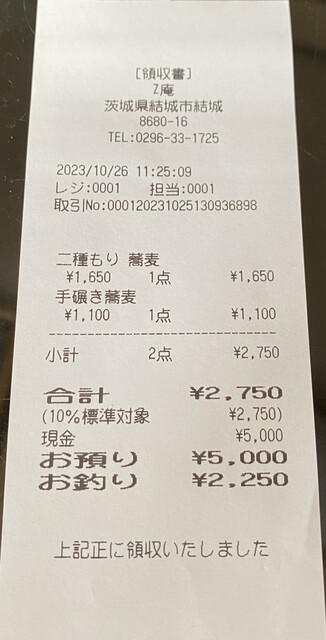 [領収書]
Z庵
茨城県結城市結城
8680-16
TEL:0296-33-1725
2023/10/26 11:25:09
レジ:0001 担当:0001
取引No:000120231025130936898
二種もり 蕎麦
¥1,650 1点 ¥1,650
手碾き蕎麦
¥1,100 1点 ¥1,100
小計 2点 ¥2,750
合計 ¥2,750
(10%標準対象 ¥2,750)
現金 ¥5,000
お預り ¥5,000
お釣り ¥2,250
上記正に領収いたしました